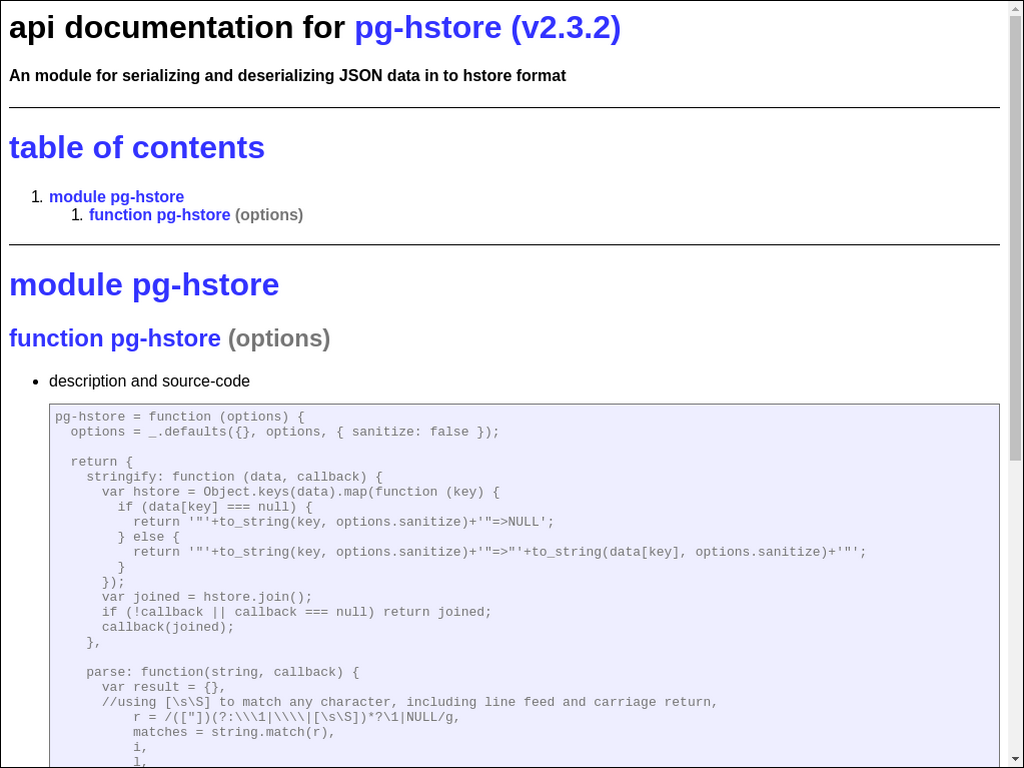 api documentation for pg-hstore (v2.3.2)
An module for serializing and deserializing JSON data in to hstore format
table of contents
1. module pg-hstore
1. function pg-hstore (options)
module pg-hstore
function pg-hstore (options)
• description and source-code
pg-hstore = function (options) {
  options = _.defaults({}, options, { sanitize: false });

  return {
    stringify: function (data, callback) {
      var hstore = Object.keys(data).map(function (key) {
        if (data[key] === null) {
          return '"'+to_string(key, options.sanitize)+'"=>NULL';
        } else {
          return '"'+to_string(key, options.sanitize)+'"=>"'+to_string(data[key], options.sanitize)+'"';
        }
      });
      var joined = hstore.join();
      if (!callback || callback === null) return joined;
      callback(joined);
    },

    parse: function(string, callback) {
      var result = {},
      //using [\s\S] to match any character, including line feed and carriage return,
          r = /(["])(?:\\\1|\\\\|[\s\S])*?\1|NULL/g,
          matches = string.match(r),
          i,
          l,